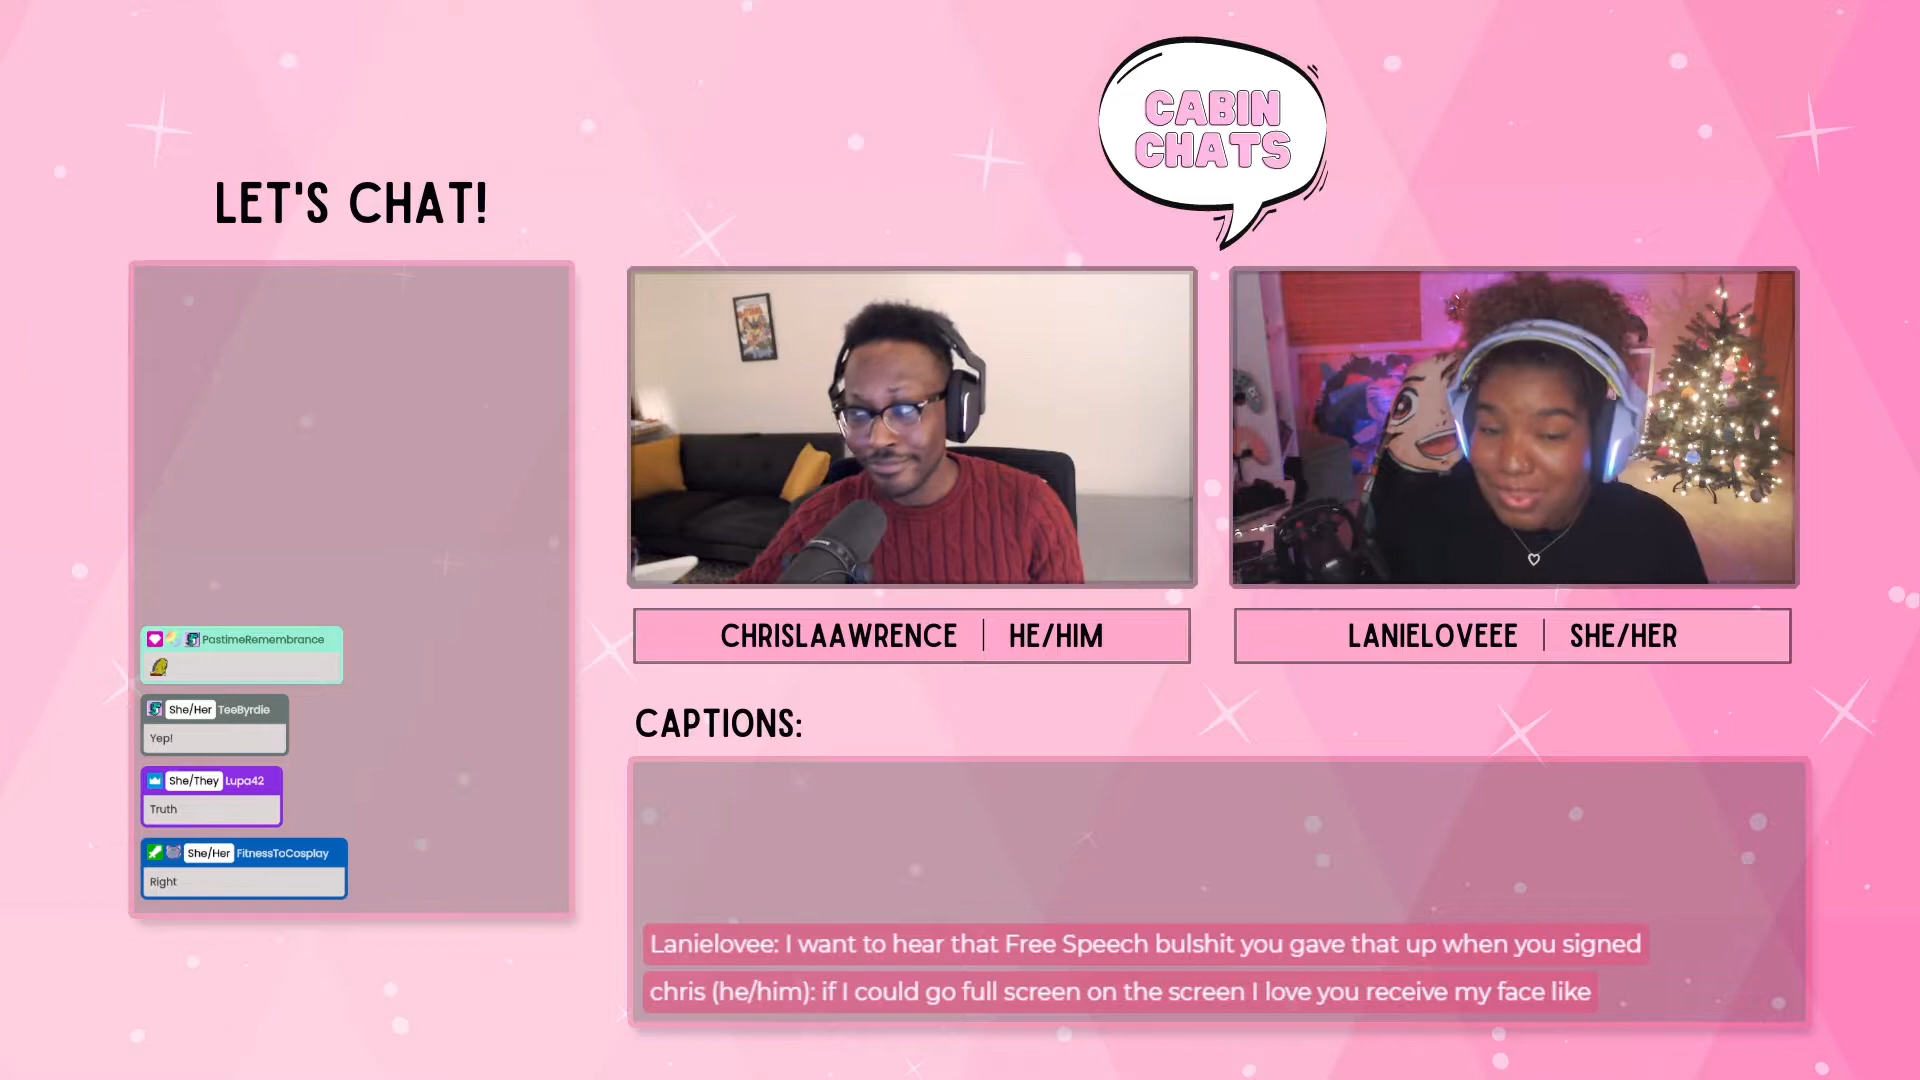 CABIN
CHATS
LET'S CHAT!
PastimeRemembrance
She/Her TeeByrdie
Yep!
She/They Lupa42
Truth
She/Her FitnessToCosplay
Right
CHRISLAAWRENCE | HE/HIM
LANIELOVEEE | SHE/HER
CAPTIONS:
Lanielovee: I want to hear that Free Speech bulshit you gave that up when you signed
chris (he/him): if I could go full screen on the screen I love you receive my face like